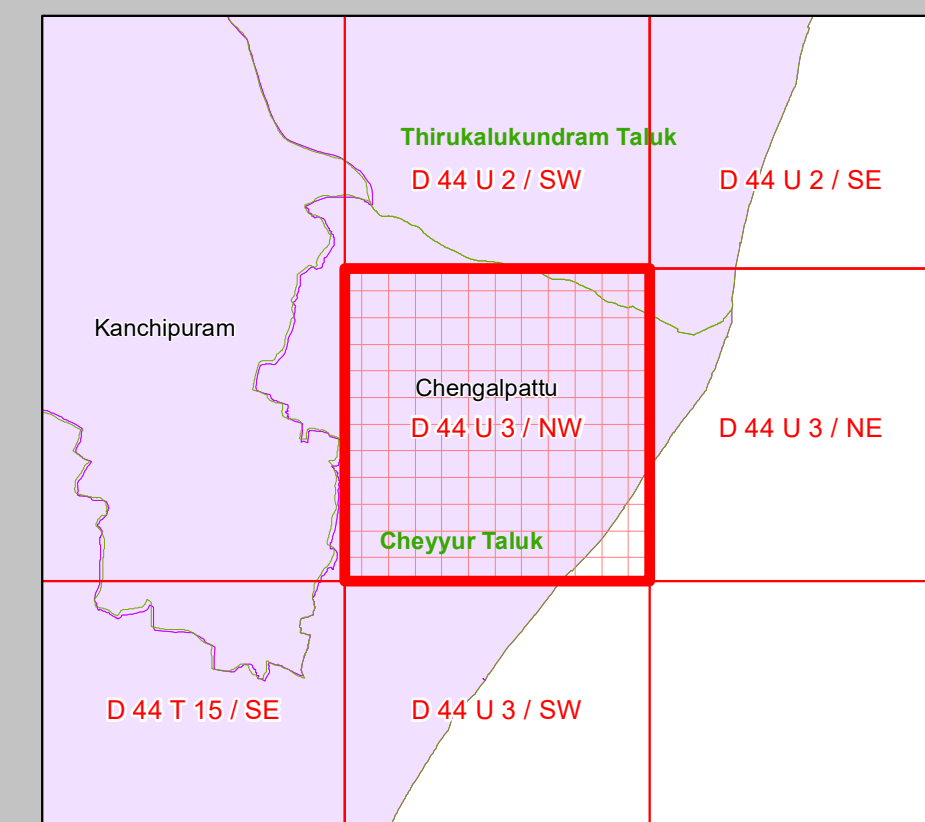 Thirukalukundram Taluk
D 44 U 2 / SW
D 44 U 2 / SE
Kanchipuram
Chengalpattu
D 44 U 3 / NW
D 44 U 3 / NE
Cheyyur Taluk
D 44 T 15 / SE
D 44 U 3 / SW